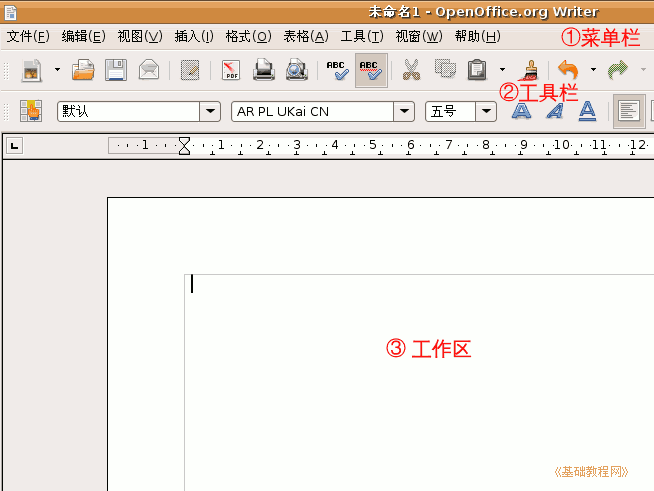 未命名1 - OpenOffice.org Writer
文件(F) 编辑(E) 视图(V) 插入(I) 格式(O) 表格(A) 工具(T) 视窗(W) 帮助(H)
①菜单栏
PDF ABC ABC
②工具栏
默认 AR PL UKai CN 五号 A A A
1 1 2 3 4 5 6 7 8 9 10 11 12
③ 工作区
《基础教程网》